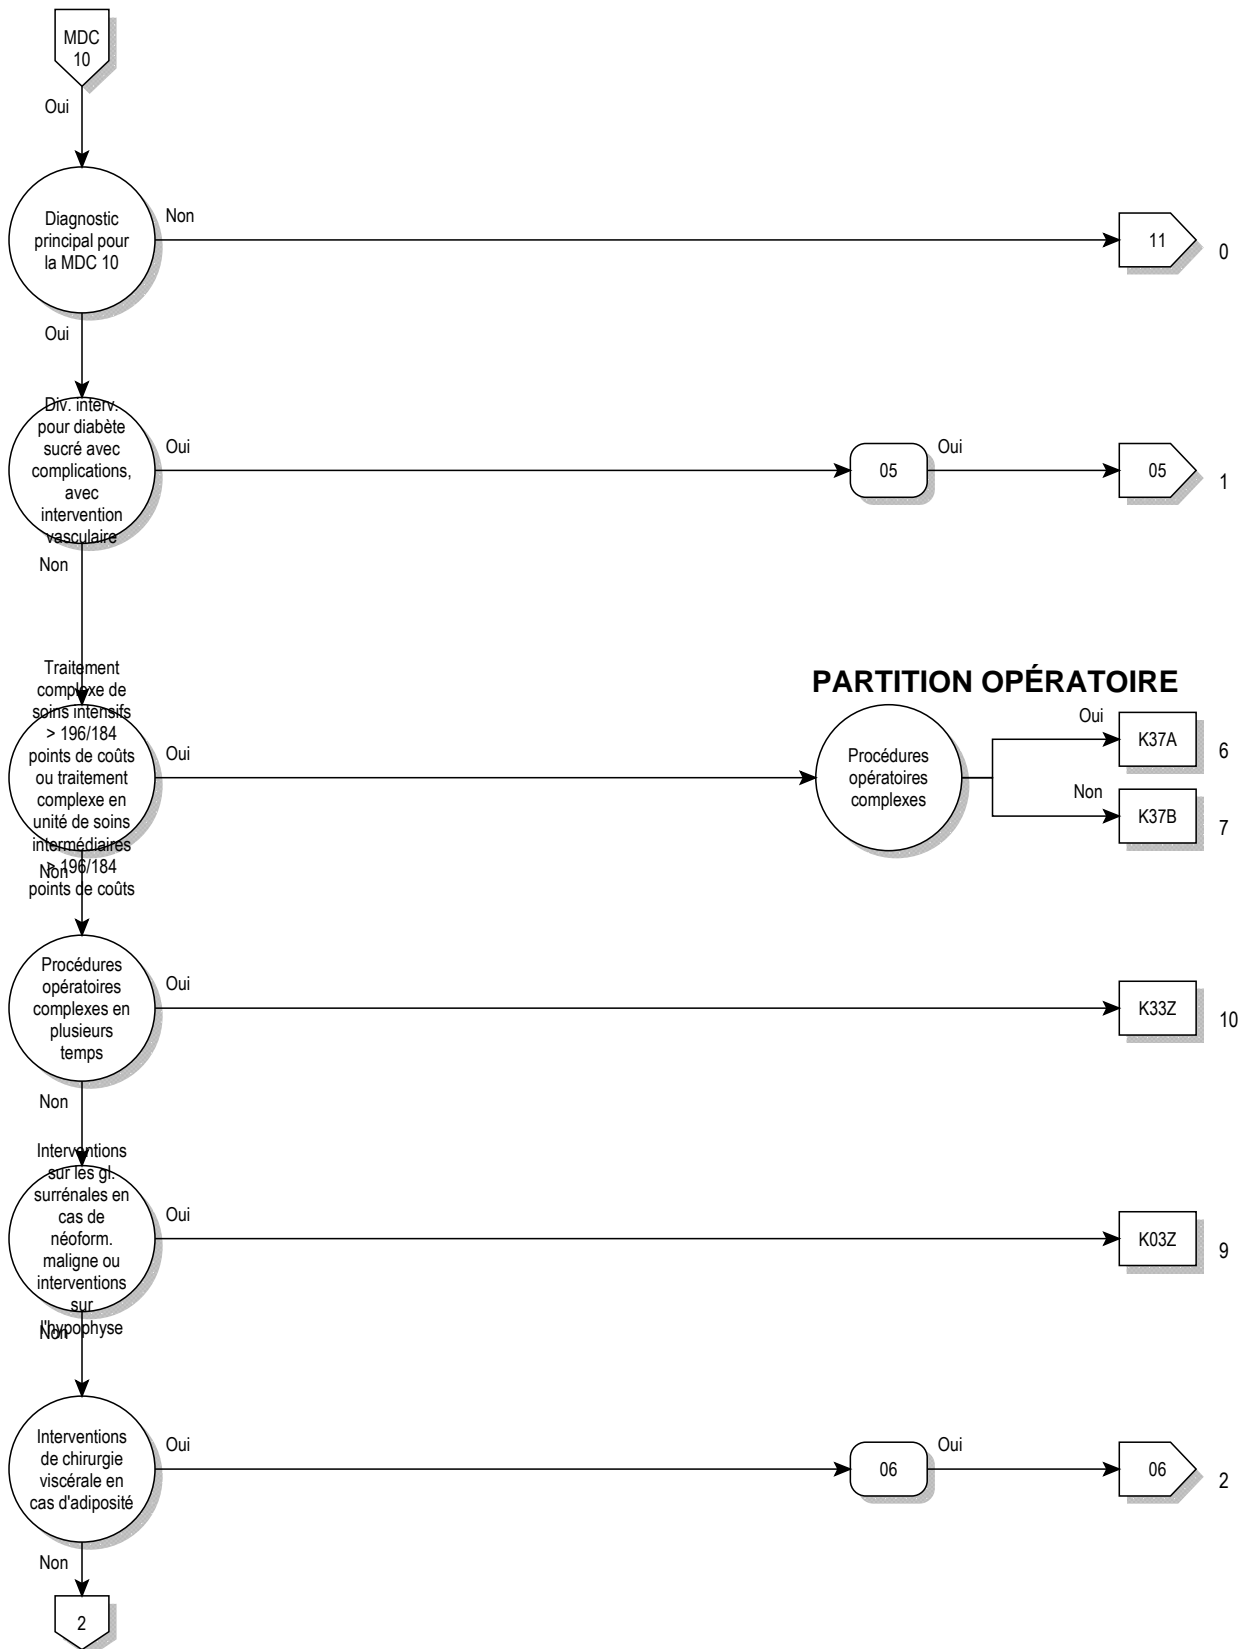 MDC
10
Oui
Diagnostic
principal pour
la MDC 10
Non
11
0
Oui
Div. interv.
pour diabète
sucré avec
complications,
avec
intervention
vasculaire
Oui
05
Oui
05
1
Non
Traitement
complexe de
soins intensifs
> 196/184
points de coûts
ou traitement
complexe en
unité de soins
intermédiaires
> 196/184
points de coûts
Oui
PARTITION OPÉRATOIRE
Procédures
opératoires
complexes
Oui
K37A
6
Non
K37B
7
Non
Procédures
opératoires
complexes en
plusieurs
temps
Oui
K33Z
10
Non
Interventions
sur les gl.
surrénales en
cas de
néoform.
maligne ou
interventions
sur
l'hypophyse
Oui
K03Z
9
Non
Interventions
de chirurgie
viscérale en
cas d'adiposité
Oui
06
Oui
06
2
Non
2